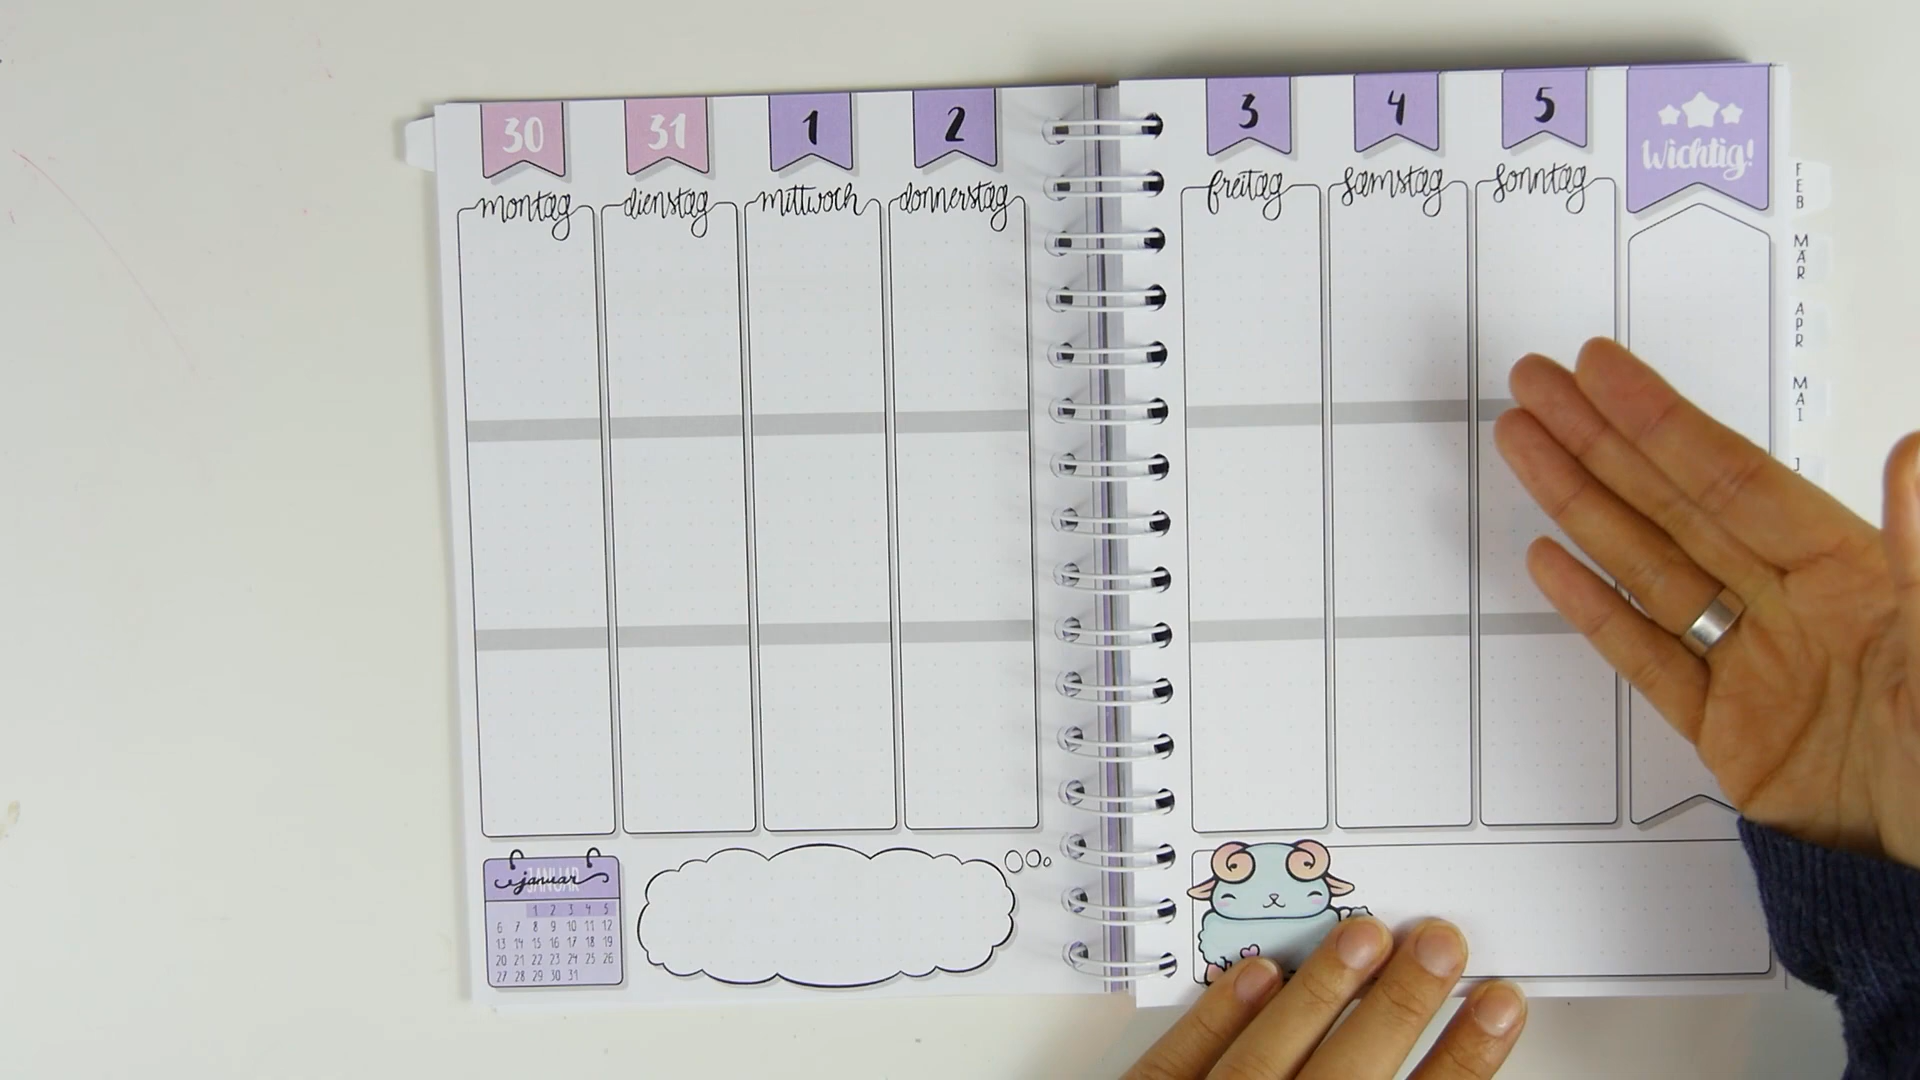 30 31 1 2
montag dienstag mittwoch donnerstag
3 4 5
freitag samstag sonntag
Wichtig!
FEB
MÄR
APR
MAI
J
JANUAR
januar
1 2 3 4 5
6 7 8 9 10 11 12
13 14 15 16 17 18 19
20 21 22 23 24 25 26
27 28 29 30 31